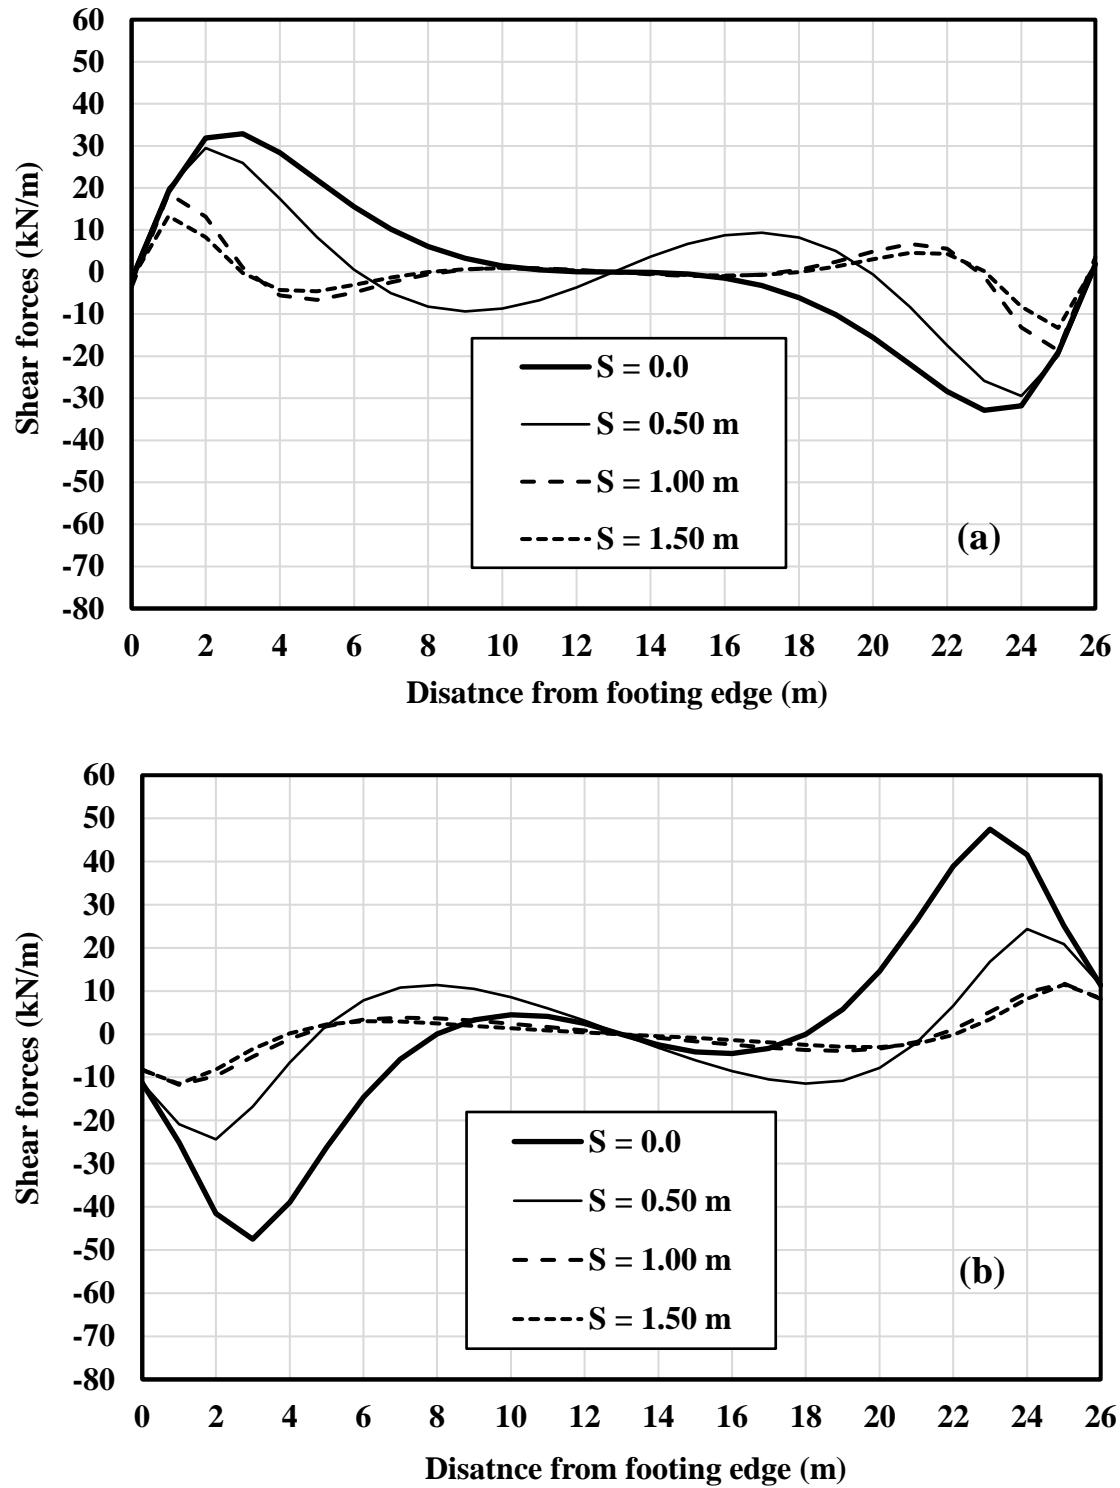 60
50
40
30
20
10
0
-10
-20
-30
-40
-50
-60
-70
-80
Shear forces (kN/m)
S = 0.0
S = 0.50 m
S = 1.00 m
S = 1.50 m
(a)
0 2 4 6 8 10 12 14 16 18 20 22 24 26
Disatnce from footing edge (m)
60
50
40
30
20
10
0
-10
-20
-30
-40
-50
-60
-70
-80
Shear forces (kN/m)
S = 0.0
S = 0.50 m
S = 1.00 m
S = 1.50 m
(b)
0 2 4 6 8 10 12 14 16 18 20 22 24 26
Disatnce from footing edge (m)